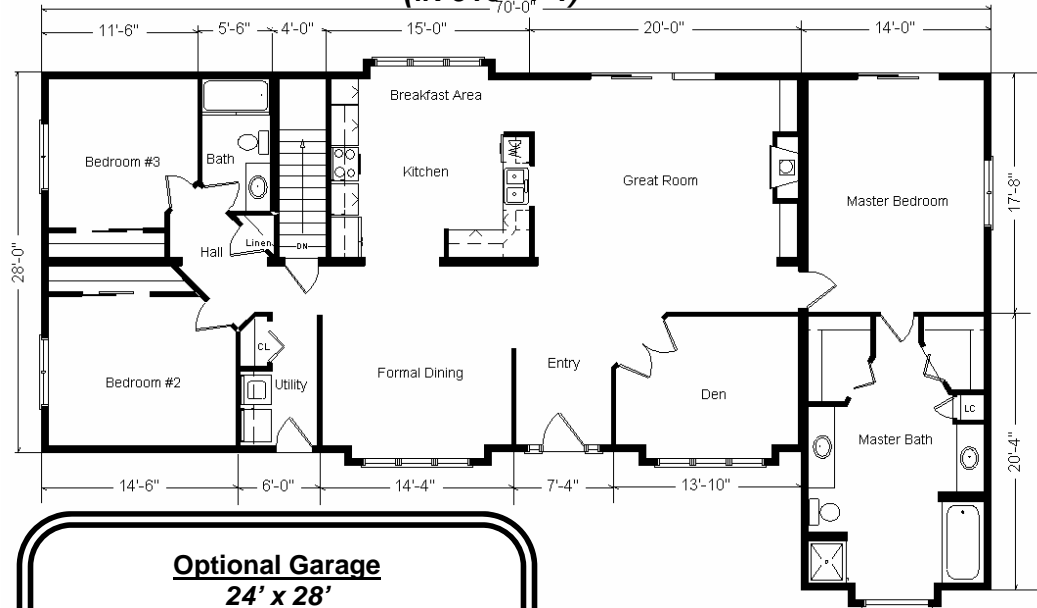 70'-0"
11'-6" 5'-6" 4'-0" 15'-0" 20'-0" 14'-0"
Breakfast Area
Bedroom #3
Bath
Kitchen
Great Room
Master Bedroom
17'-8"
28'-0"
Hall
Linen
DN
CL
Bedroom #2
Utility
Formal Dining
Entry
Den
LC
Master Bath
20'-4"
14'-6" 6'-0" 14'-4" 7'-4" 13'-10"
Optional Garage
24' x 28'